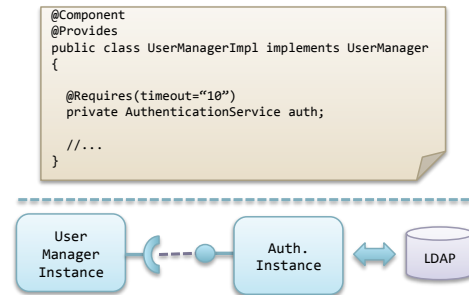 @Component
@Provides
public class UserManagerImpl implements UserManager
{
@Requires(timeout=“10”)
private AuthenticationService auth;
//...
}
User
Manager
Instance
Auth.
Instance
LDAP